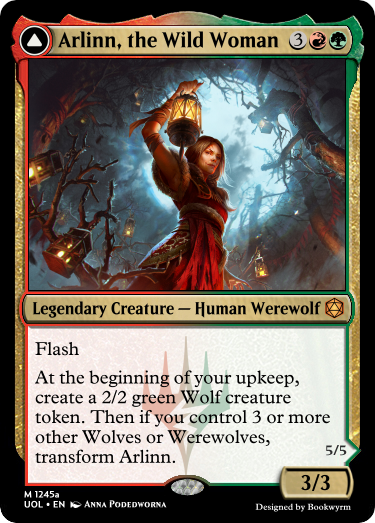 Arlinn, the Wild Woman 3
Legendary Creature — Human Werewolf
Flash
At the beginning of your upkeep,
create a 2/2 green Wolf creature
token. Then if you control 3 or more
other Wolves or Werewolves,
transform Arlinn.
5/5
3/3
M 1245a
UOL • EN Anna Podedworna
Designed by Bookwyrm